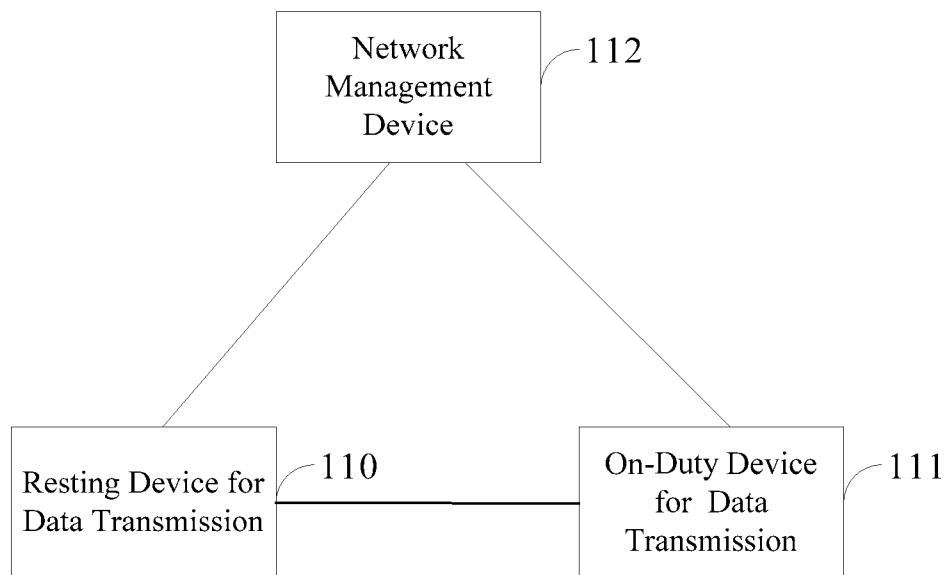 Network
Management
Device
112
Resting Device for
Data Transmission
110
On-Duty Device
for Data
Transmission
111